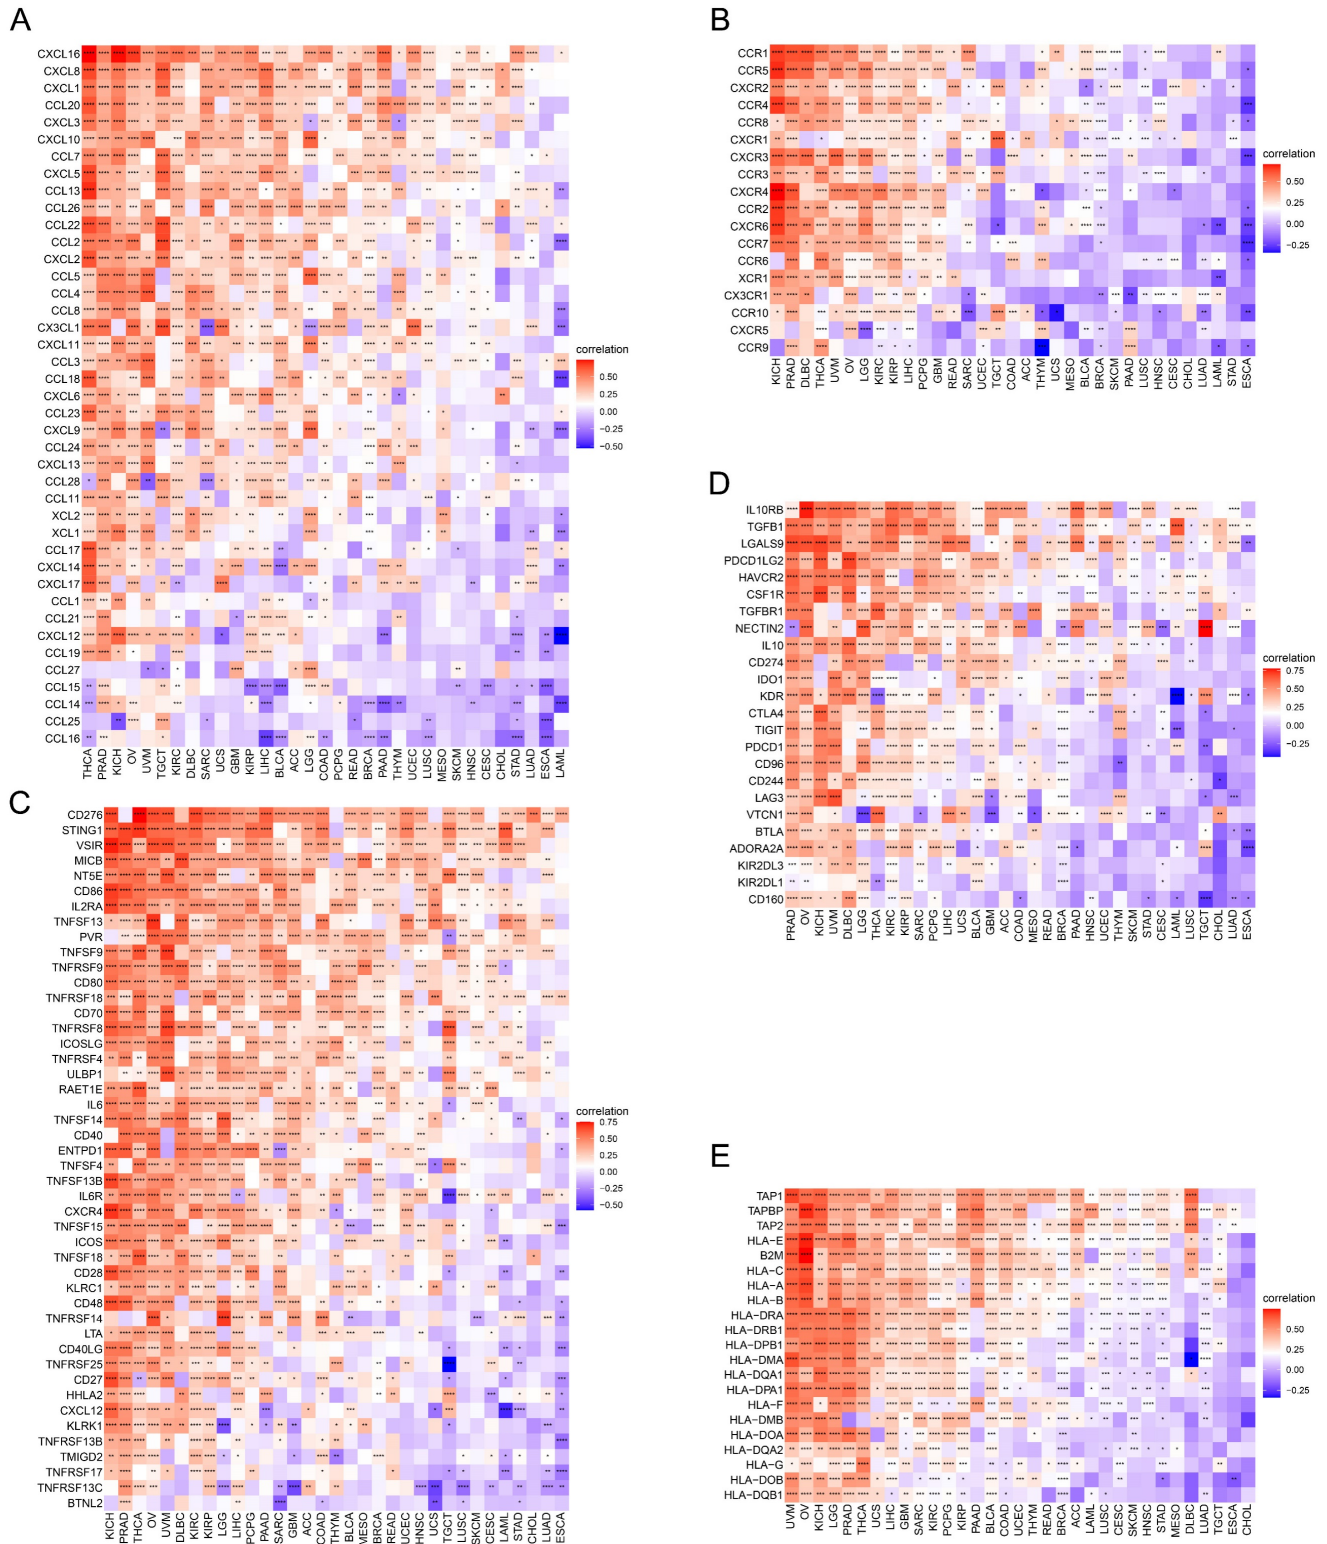 A
CXCL16
CXCL8
CXCL1
CCL20
CXCL3
CXCL10
CCL7
CXCL5
CCL13
CCL26
CCL22
CCL2
CXCL2
CCL5
CCL4
CCL8
CX3CL1
CXCL11
CCL3
CCL18
CXCL6
CCL23
CXCL9
CCL24
CXCL13
CCL28
CCL11
XCL2
XCL1
CCL17
CXCL14
CXCL17
CCL1
CCL21
CXCL12
CCL19
CCL27
CCL15
CCL14
CCL25
CCL16
THCA PRAD KICH OV UVM TGCT KIRC DLBC SARC UCS GBM KIRP LIHC BLCA ACC LGG COAD PCPG READ BRCA PAAD THYM UCEC LUSC MESO SKCM HNSC CESC CHOL STAD LUAD ESCA LAML
correlation
0.50
0.25
0.00
−0.25
−0.50
B
CCR1
CCR5
CXCR2
CCR4
CCR8
CXCR1
CXCR3
CCR3
CXCR4
CCR2
CXCR6
CCR7
CCR6
XCR1
CX3CR1
CCR10
CXCR5
CCR9
KICH PRAD DLBC THCA UVM OV LGG KIRC KIRP LIHC PCPG GBM READ SARC UCEC TGCT COAD ACC THYM UCS MESO BLCA BRCA SKCM PAAD LUSC HNSC CESC CHOL LUAD LAML STAD ESCA
correlation
0.50
0.25
0.00
−0.25
C
CD276
STING1
VSIR
MICB
NT5E
CD86
IL2RA
TNFSF13
PVR
TNFSF9
TNFRSF9
CD80
TNFRSF18
CD70
TNFRSF8
ICOSLG
TNFRSF4
ULBP1
RAET1E
IL6
TNFSF14
CD40
ENTPD1
TNFSF4
TNFSF13B
IL6R
CXCR4
TNFSF15
ICOS
TNFSF18
CD28
KLRC1
CD48
TNFRSF14
LTA
CD40LG
TNFRSF25
CD27
HHLA2
CXCL12
KLRK1
TNFRSF13B
TMIGD2
TNFRSF17
TNFRSF13C
BTNL2
KICH PRAD THCA OV UVM DLBC KIRC KIRP LGG LIHC PCPG PAAD SARC GBM ACC COAD THYM BLCA MESO BRCA READ UCEC HNSC UCS TGCT LUSC SKCM CESC LAML STAD CHOL LUAD ESCA
correlation
0.75
0.50
0.25
0.00
−0.25
−0.50
D
IL10RB
TGFB1
LGALS9
PDCD1LG2
HAVCR2
CSF1R
TGFBR1
NECTIN2
IL10
CD274
IDO1
KDR
CTLA4
TIGIT
PDCD1
CD96
CD244
LAG3
VTCN1
BTLA
ADORA2A
KIR2DL3
KIR2DL1
CD160
PRAD OV KICH UVM DLBC LGG THCA KIRC KIRP SARC PCPG LIHC UCS BLCA GBM ACC COAD MESO READ BRCA PAAD HNSC UCEC THYM SKCM STAD CESC LAML LUSC TGCT CHOL LUAD ESCA
correlation
0.75
0.50
0.25
0.00
−0.25
E
TAP1
TAPBP
TAP2
HLA−E
B2M
HLA−C
HLA−A
HLA−B
HLA−DRA
HLA−DRB1
HLA−DPB1
HLA−DMA
HLA−DQA1
HLA−DPA1
HLA−F
HLA−DMB
HLA−DOA
HLA−DQA2
HLA−G
HLA−DOB
HLA−DQB1
UVM OV KICH LGG PRAD THCA UCS LIHC GBM SARC KIRC PCPG KIRP PAAD BLCA COAD UCEC THYM READ BRCA ACC LAML LUSC CESC SKCM HNSC STAD MESO DLBC LUAD TGCT ESCA CHOL
correlation
0.50
0.25
0.00
−0.25